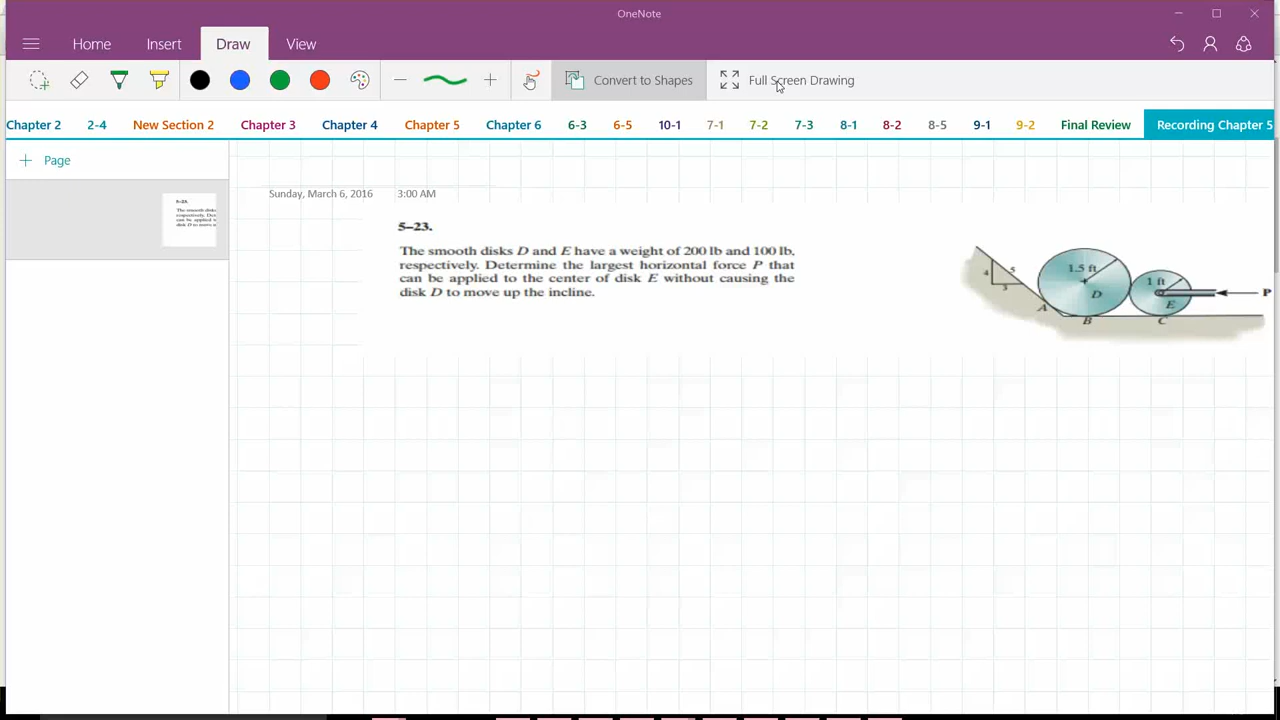 OneNote
Home Insert Draw View
Convert to Shapes Full Screen Drawing
Chapter 2 2-4 New Section 2 Chapter 3 Chapter 4 Chapter 5 Chapter 6 6-3 6-5 10-1 7-1 7-2 7-3 8-1 8-2 8-5 9-1 9-2 Final Review Recording Chapter 5
Page
Sunday, March 6, 2016 3:00 AM
5–23.
The smooth disks D and E have a weight of 200 lb and 100 lb,
respectively. Determine the largest horizontal force P that
can be applied to the center of disk E without causing the
disk D to move up the incline.
4 5
3
1.5 ft
D
1 ft
E
P
A
B
C